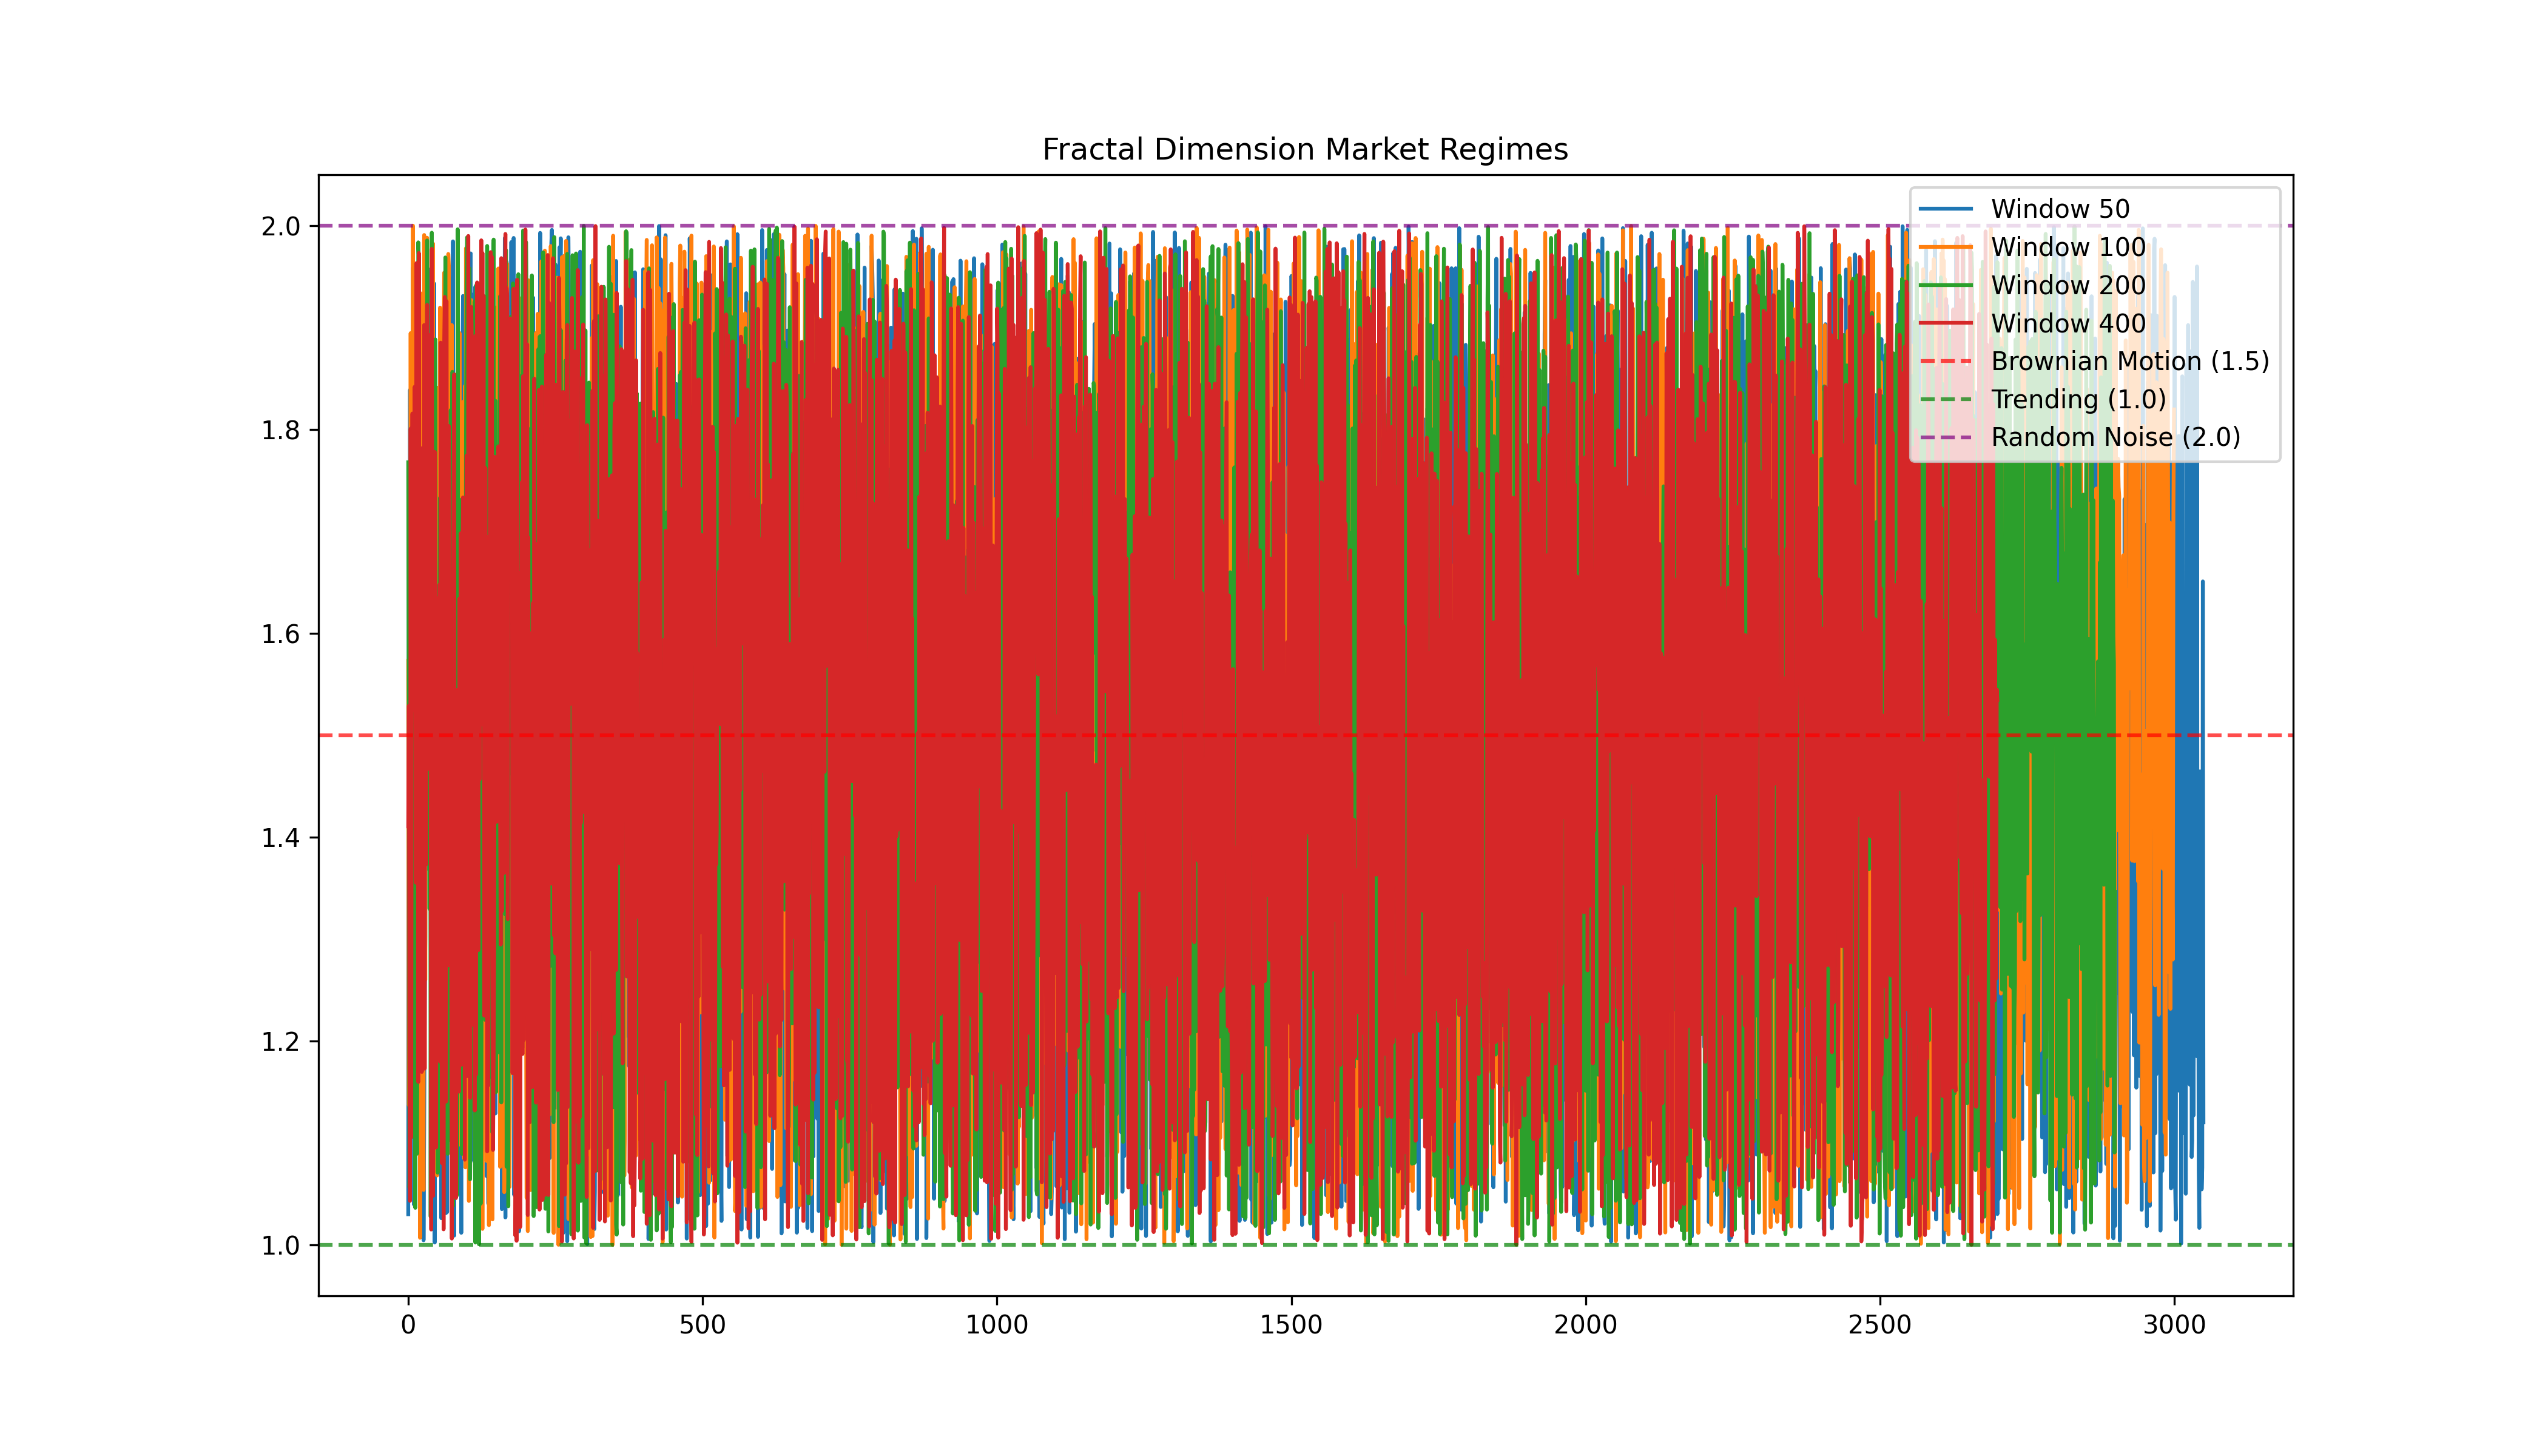 Fractal Dimension Market Regimes
2.0
1.8
1.6
1.4
1.2
1.0
Window 50
Window 100
Window 200
Window 400
Brownian Motion (1.5)
Trending (1.0)
Random Noise (2.0)
0 500 1000 1500 2000 2500 3000